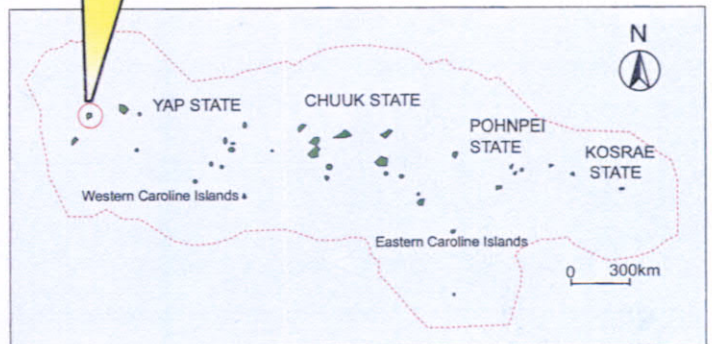 N
YAP STATE
CHUUK STATE
POHNPEI
STATE
KOSRAE
STATE
Western Caroline Islands
Eastern Caroline Islands
0 300km